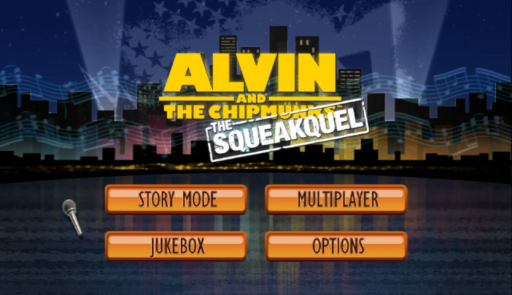 ALVIN
AND
THE CHIPMUNKS
THE
SQUEAKQUEL
STORY MODE
MULTIPLAYER
JUKEBOX
OPTIONS